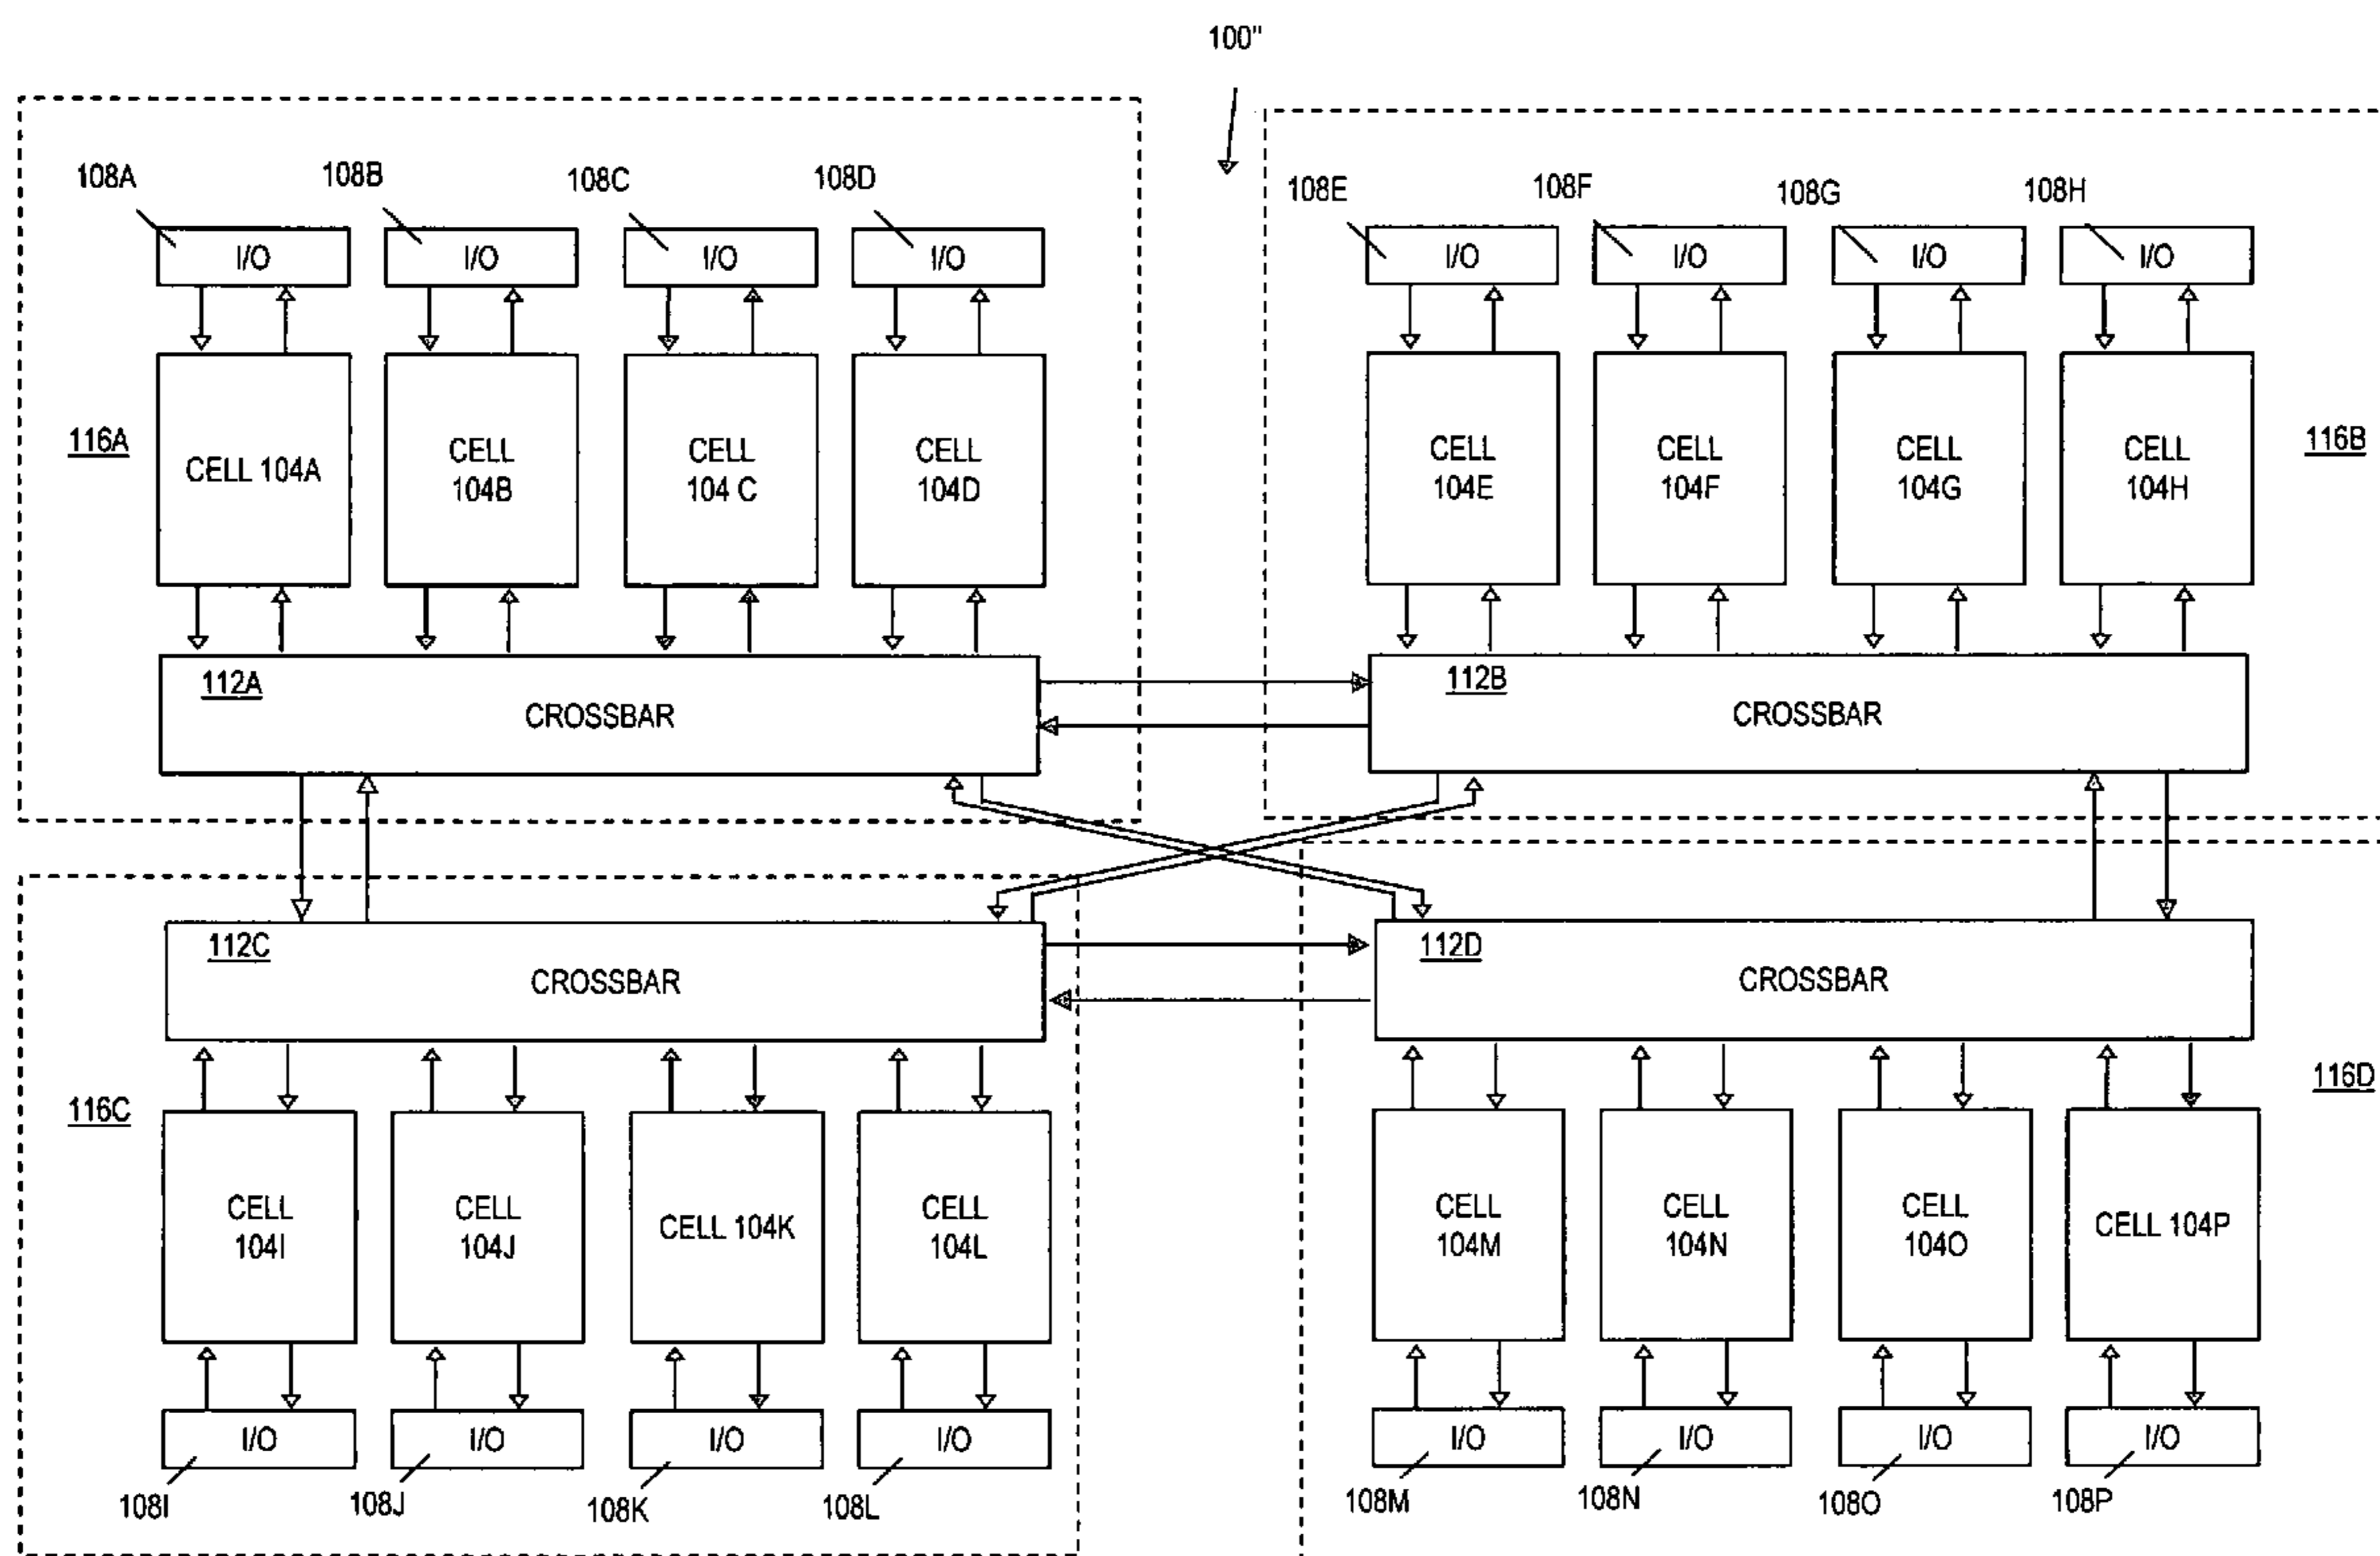 100"
108A
108B
108C
108D
108E
108F
108G
108H
I/O
I/O
I/O
I/O
I/O
I/O
I/O
I/O
116A
CELL 104A
CELL
104B
CELL
104 C
CELL
104D
CELL
104E
CELL
104F
CELL
104G
CELL
104H
116B
112A
CROSSBAR
112B
CROSSBAR
112C
CROSSBAR
112D
CROSSBAR
116C
116D
CELL
104I
CELL
104J
CELL 104K
CELL
104L
CELL
104M
CELL
104N
CELL
104O
CELL 104P
I/O
I/O
I/O
I/O
I/O
I/O
I/O
I/O
108I
108J
108K
108L
108M
108N
108O
108P